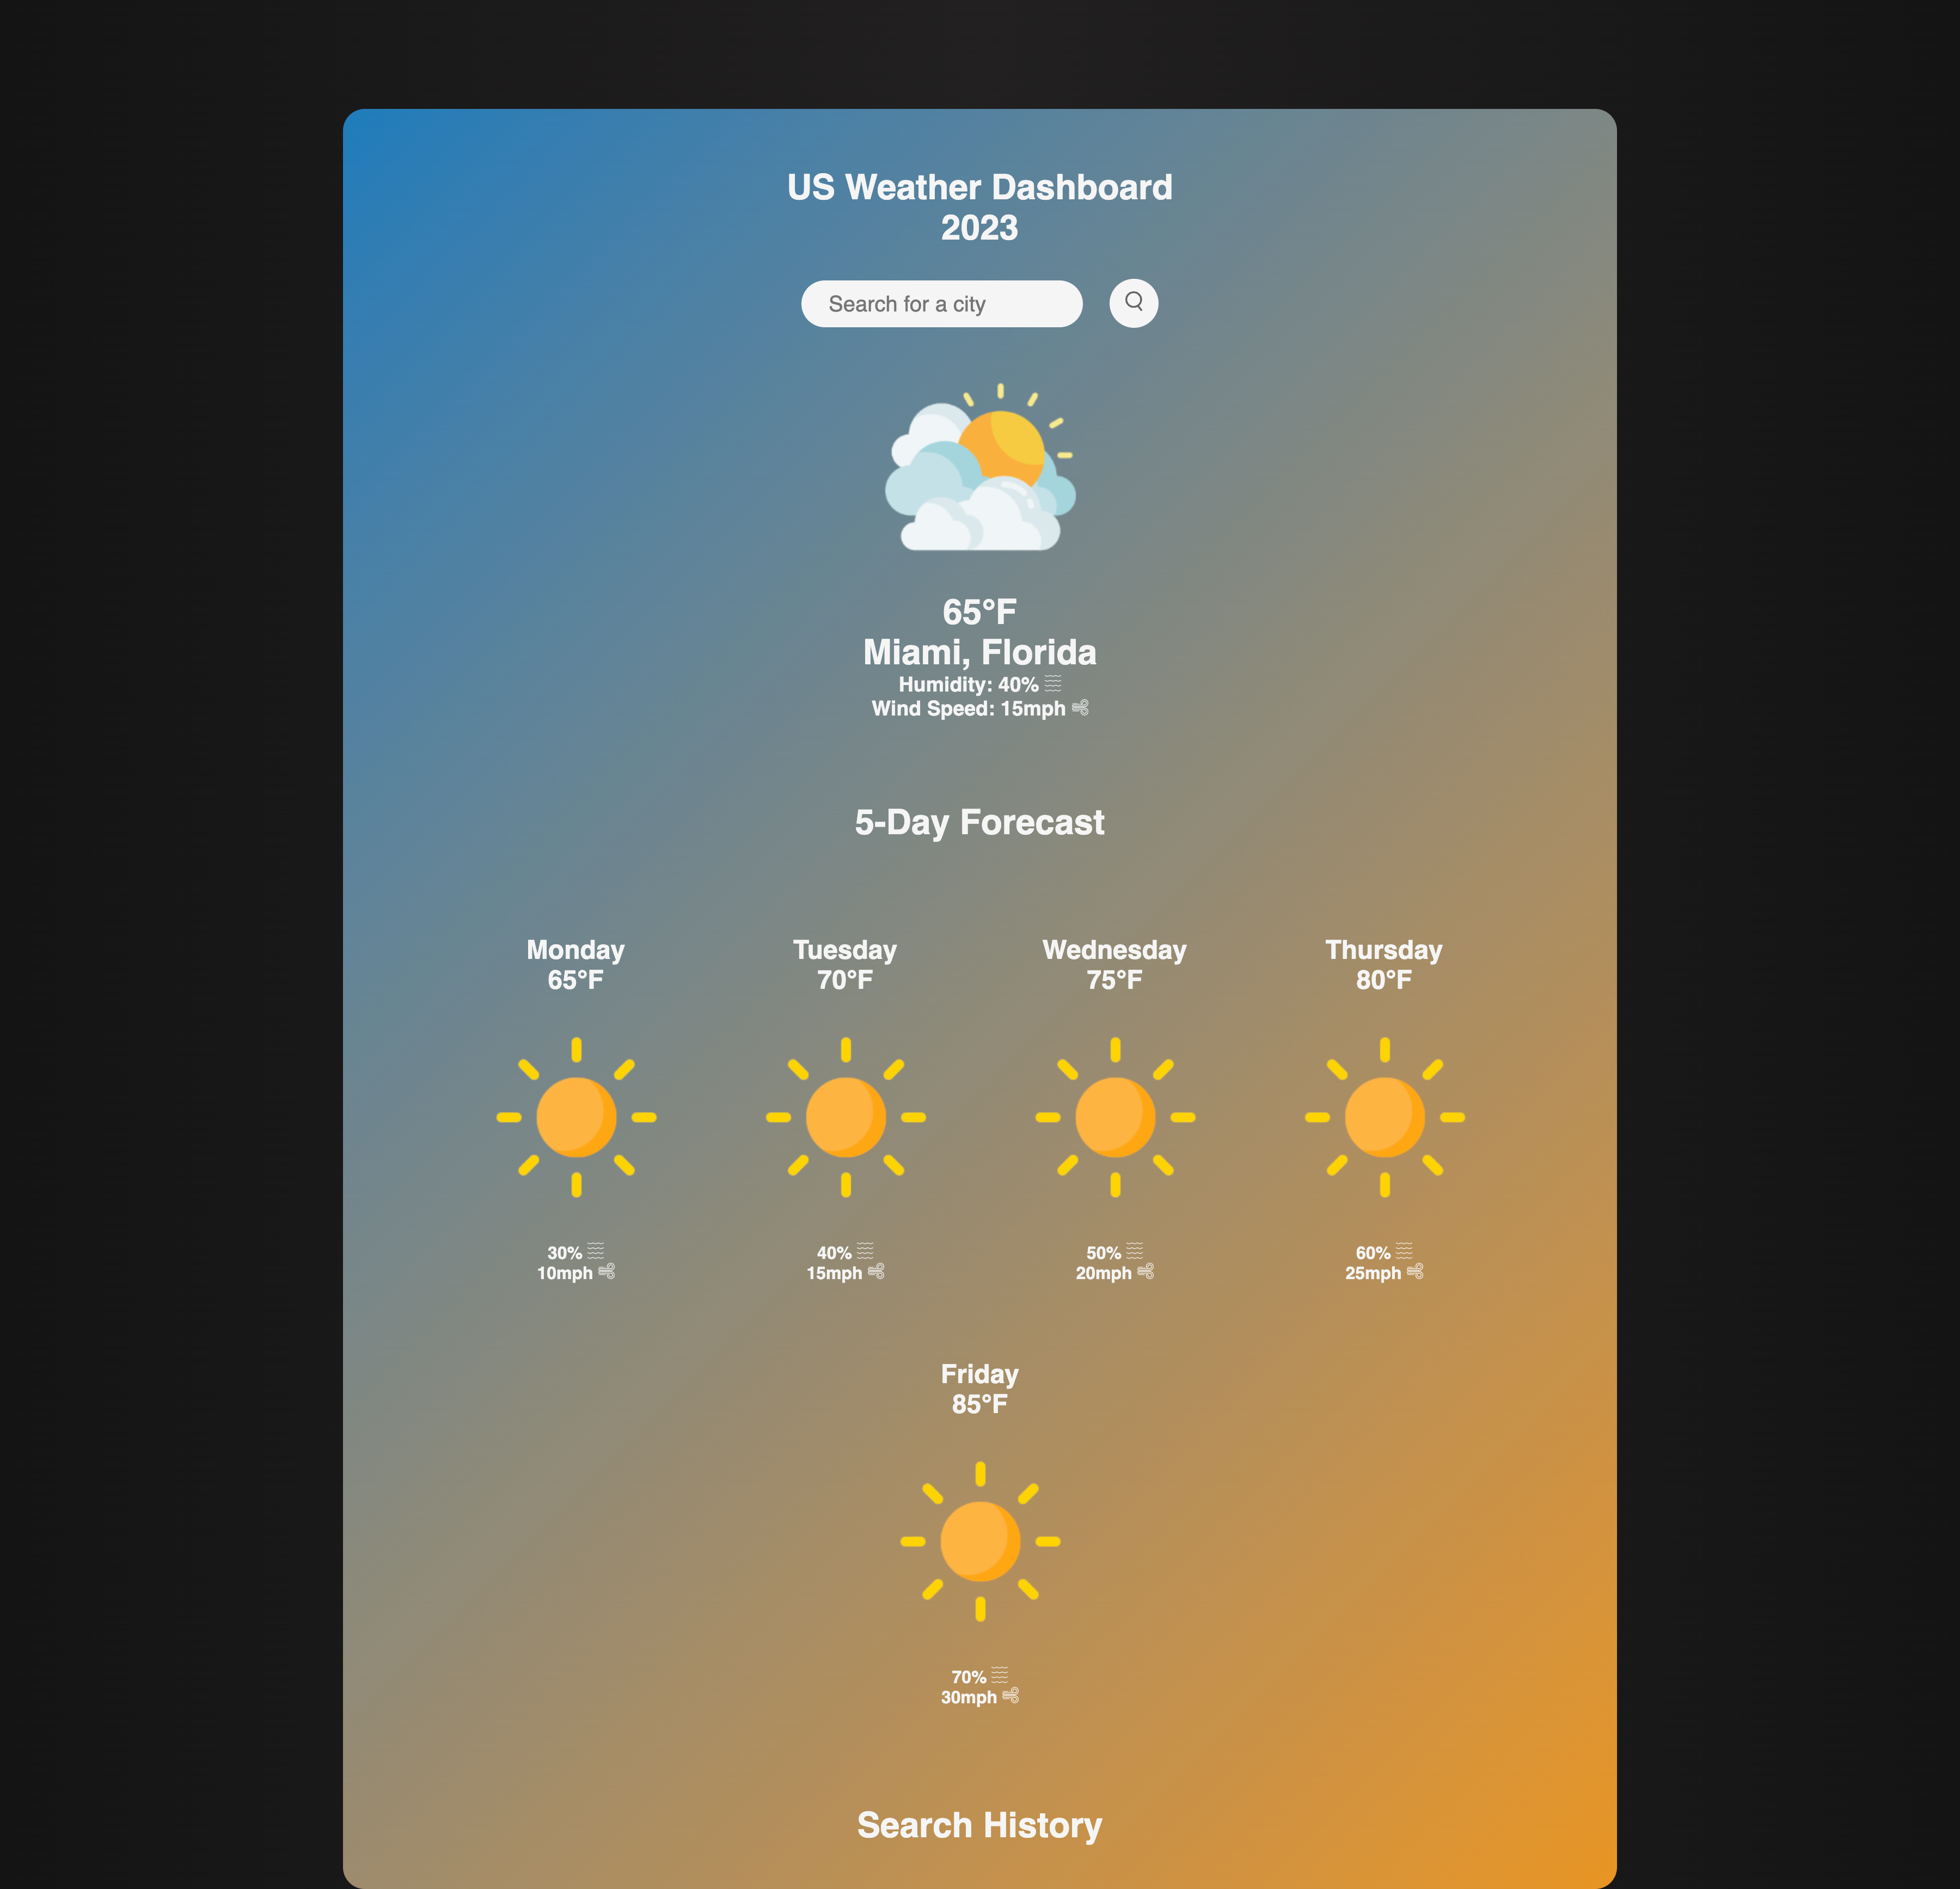 US Weather Dashboard
2023
Search for a city
65°F
Miami, Florida
Humidity: 40%
Wind Speed: 15mph
5-Day Forecast
Monday
65°F
30%
10mph
Tuesday
70°F
40%
15mph
Wednesday
75°F
50%
20mph
Thursday
80°F
60%
25mph
Friday
85°F
70%
30mph
Search History